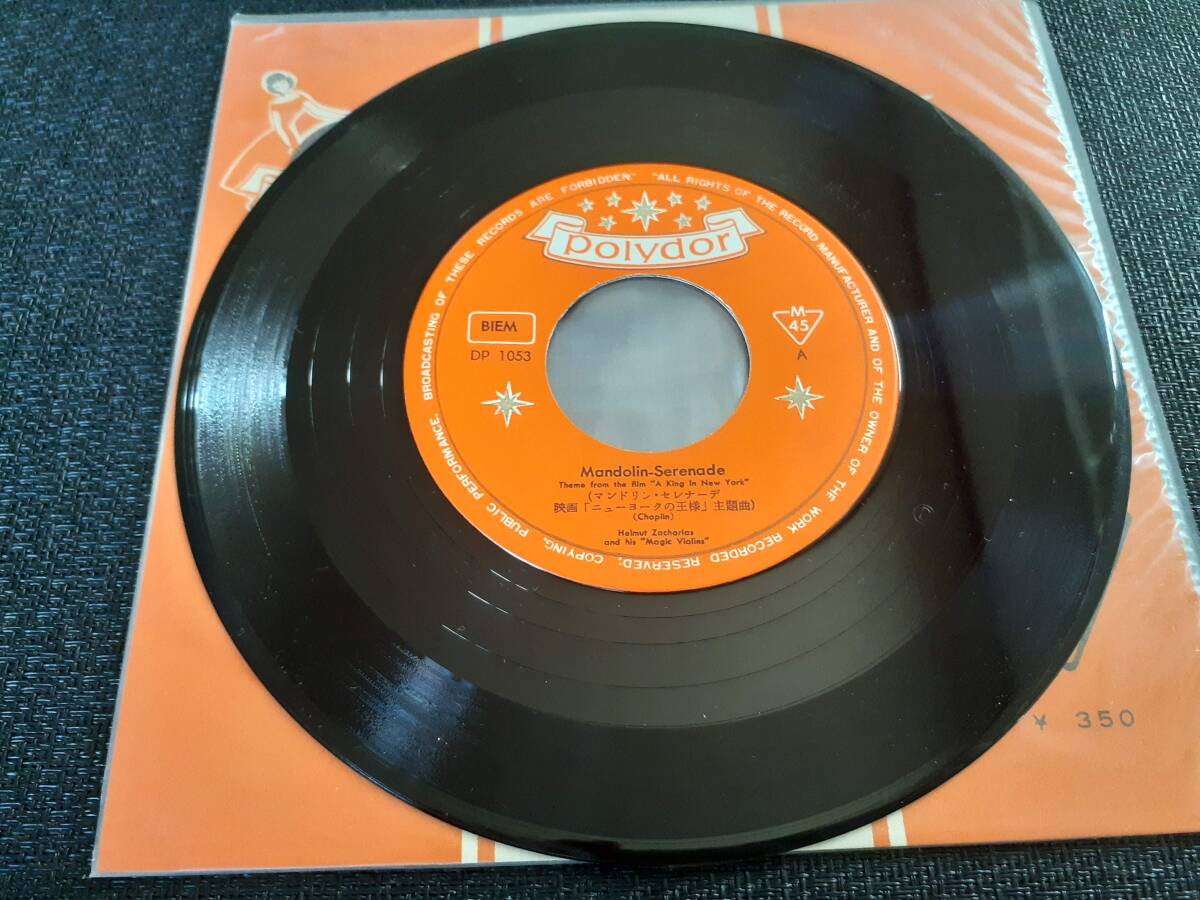 BROADCASTING OF THESE RECORDS ARE FORBIDDEN." "ALL RIGHTS OF THE RECORD MANUFACTURER AND OF THE OWNER OF THE WORK RECORDED RESERVED; COPYING, PUBLIC PERFORMANCE,
polydor
BIEM
DP 1053
M
45
A
Mandolin-Serenade
Theme from the film "A King In New York"
(マンドリン・セレナーデ
映画「ニューヨークの王様」主題曲)
(Chaplin)
Helmut Zacharias
and his "Magic Violins"
¥ 350